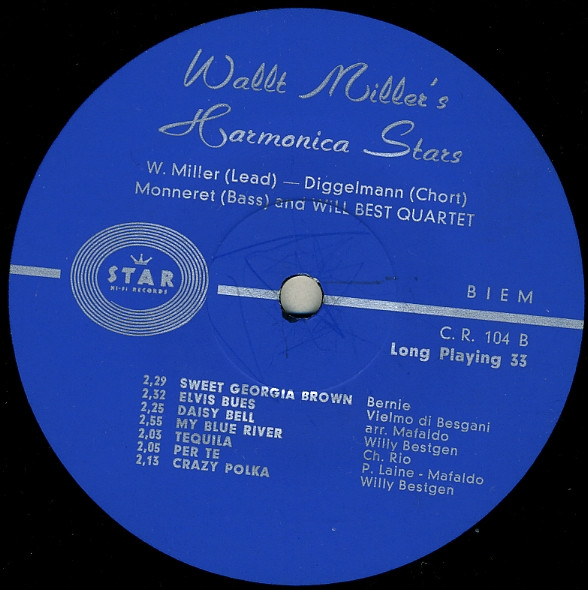 Wallt Miller's
Harmonica Stars
W. Miller (Lead) — Diggelmann (Chort)
Monneret (Bass) and WILL BEST QUARTET
STAR
HI-FI RECORDS
BIEM
C. R. 104 B
Long Playing 33
2,29 SWEET GEORGIA BROWN Bernie
2,32 ELVIS BUES Vielmo di Besgani
2,25 DAISY BELL arr. Mafaldo
2,55 MY BLUE RIVER Willy Bestgen
2,03 TEQUILA Ch. Rio
2,05 PER TE P. Laine - Mafaldo
2,13 CRAZY POLKA Willy Bestgen